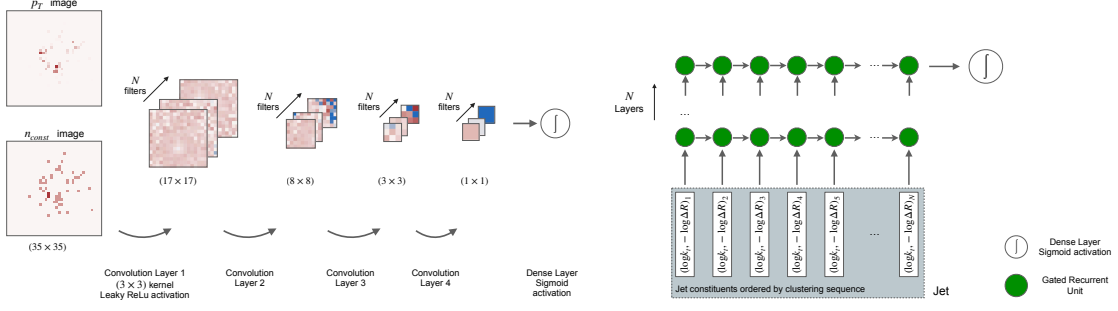 p_T image
n_const image
(35 × 35)
N
filters
(17 × 17)
N
filters
(8 × 8)
N
filters
(3 × 3)
N
filters
(1 × 1)
∫
Convolution Layer 1
(3 × 3) kernel
Leaky ReLu activation
Convolution
Layer 2
Convolution
Layer 3
Convolution
Layer 4
Dense Layer
Sigmoid
activation
N
Layers
...
...
...
∫
(log k_t, − log ΔR)_1
(log k_t, − log ΔR)_2
(log k_t, − log ΔR)_3
(log k_t, − log ΔR)_4
(log k_t, − log ΔR)_5
...
(log k_t, − log ΔR)_N
Jet constituents ordered by clustering sequence
Jet
∫
Dense Layer
Sigmoid activation
Gated Recurrent
Unit